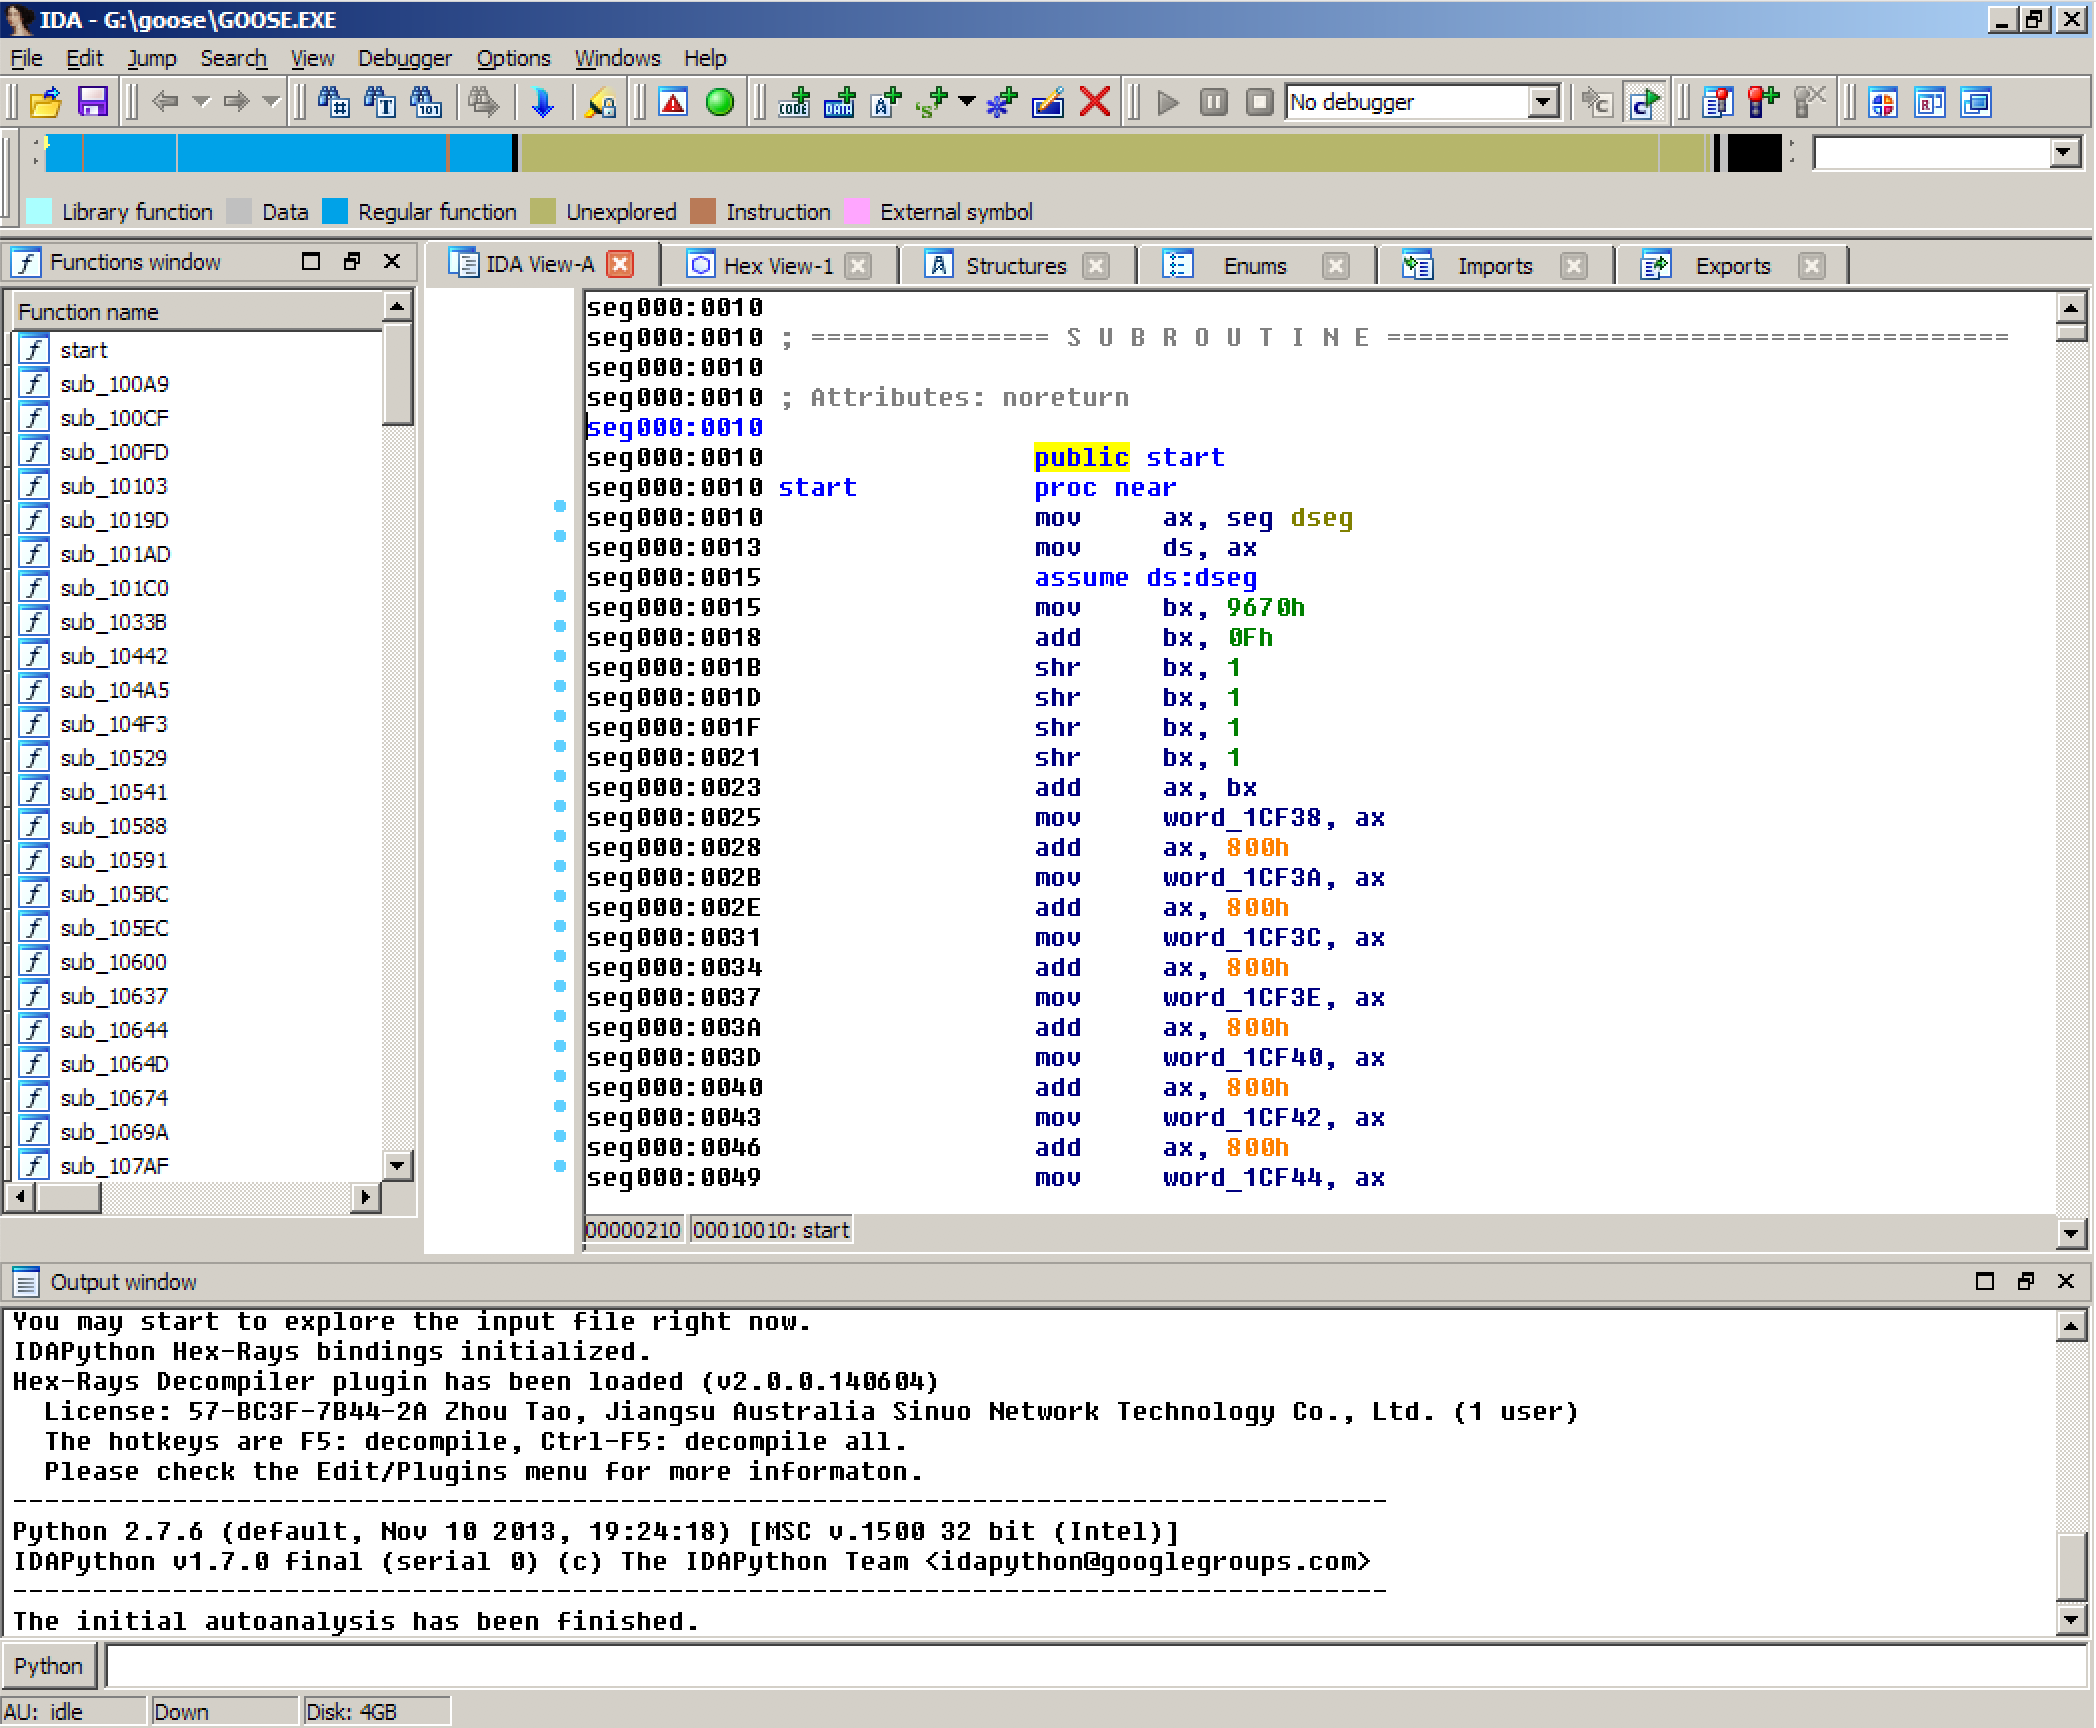 IDA - G:\goose\GOOSE.EXE
File Edit Jump Search View Debugger Options Windows Help
No debugger
Library function Data Regular function Unexplored Instruction External symbol
Functions window
Function name
start
sub_100A9
sub_100CF
sub_100FD
sub_10103
sub_1019D
sub_101AD
sub_101C0
sub_1033B
sub_10442
sub_104A5
sub_104F3
sub_10529
sub_10541
sub_10588
sub_10591
sub_105BC
sub_105EC
sub_10600
sub_10637
sub_10644
sub_1064D
sub_10674
sub_1069A
sub_107AF
IDA View-A Hex View-1 Structures Enums Imports Exports
seg000:0010
seg000:0010 ; =============== S U B R O U T I N E =======================================
seg000:0010
seg000:0010 ; Attributes: noreturn
seg000:0010
seg000:0010 public start
seg000:0010 start proc near
seg000:0010 mov ax, seg dseg
seg000:0013 mov ds, ax
seg000:0015 assume ds:dseg
seg000:0015 mov bx, 9670h
seg000:0018 add bx, 0Fh
seg000:001B shr bx, 1
seg000:001D shr bx, 1
seg000:001F shr bx, 1
seg000:0021 shr bx, 1
seg000:0023 add ax, bx
seg000:0025 mov word_1CF38, ax
seg000:0028 add ax, 800h
seg000:002B mov word_1CF3A, ax
seg000:002E add ax, 800h
seg000:0031 mov word_1CF3C, ax
seg000:0034 add ax, 800h
seg000:0037 mov word_1CF3E, ax
seg000:003A add ax, 800h
seg000:003D mov word_1CF40, ax
seg000:0040 add ax, 800h
seg000:0043 mov word_1CF42, ax
seg000:0046 add ax, 800h
seg000:0049 mov word_1CF44, ax
00000210 00010010: start
Output window
You may start to explore the input file right now.
IDAPython Hex-Rays bindings initialized.
Hex-Rays Decompiler plugin has been loaded (v2.0.0.140604)
License: 57-BC3F-7B44-2A Zhou Tao, Jiangsu Australia Sinuo Network Technology Co., Ltd. (1 user)
The hotkeys are F5: decompile, Ctrl-F5: decompile all.
Please check the Edit/Plugins menu for more informaton.
--------------------------------------------------------------------------------------
Python 2.7.6 (default, Nov 10 2013, 19:24:18) [MSC v.1500 32 bit (Intel)]
IDAPython v1.7.0 final (serial 0) (c) The IDAPython Team <idapython@googlegroups.com>
--------------------------------------------------------------------------------------
The initial autoanalysis has been finished.
Python
AU: idle Down Disk: 4GB